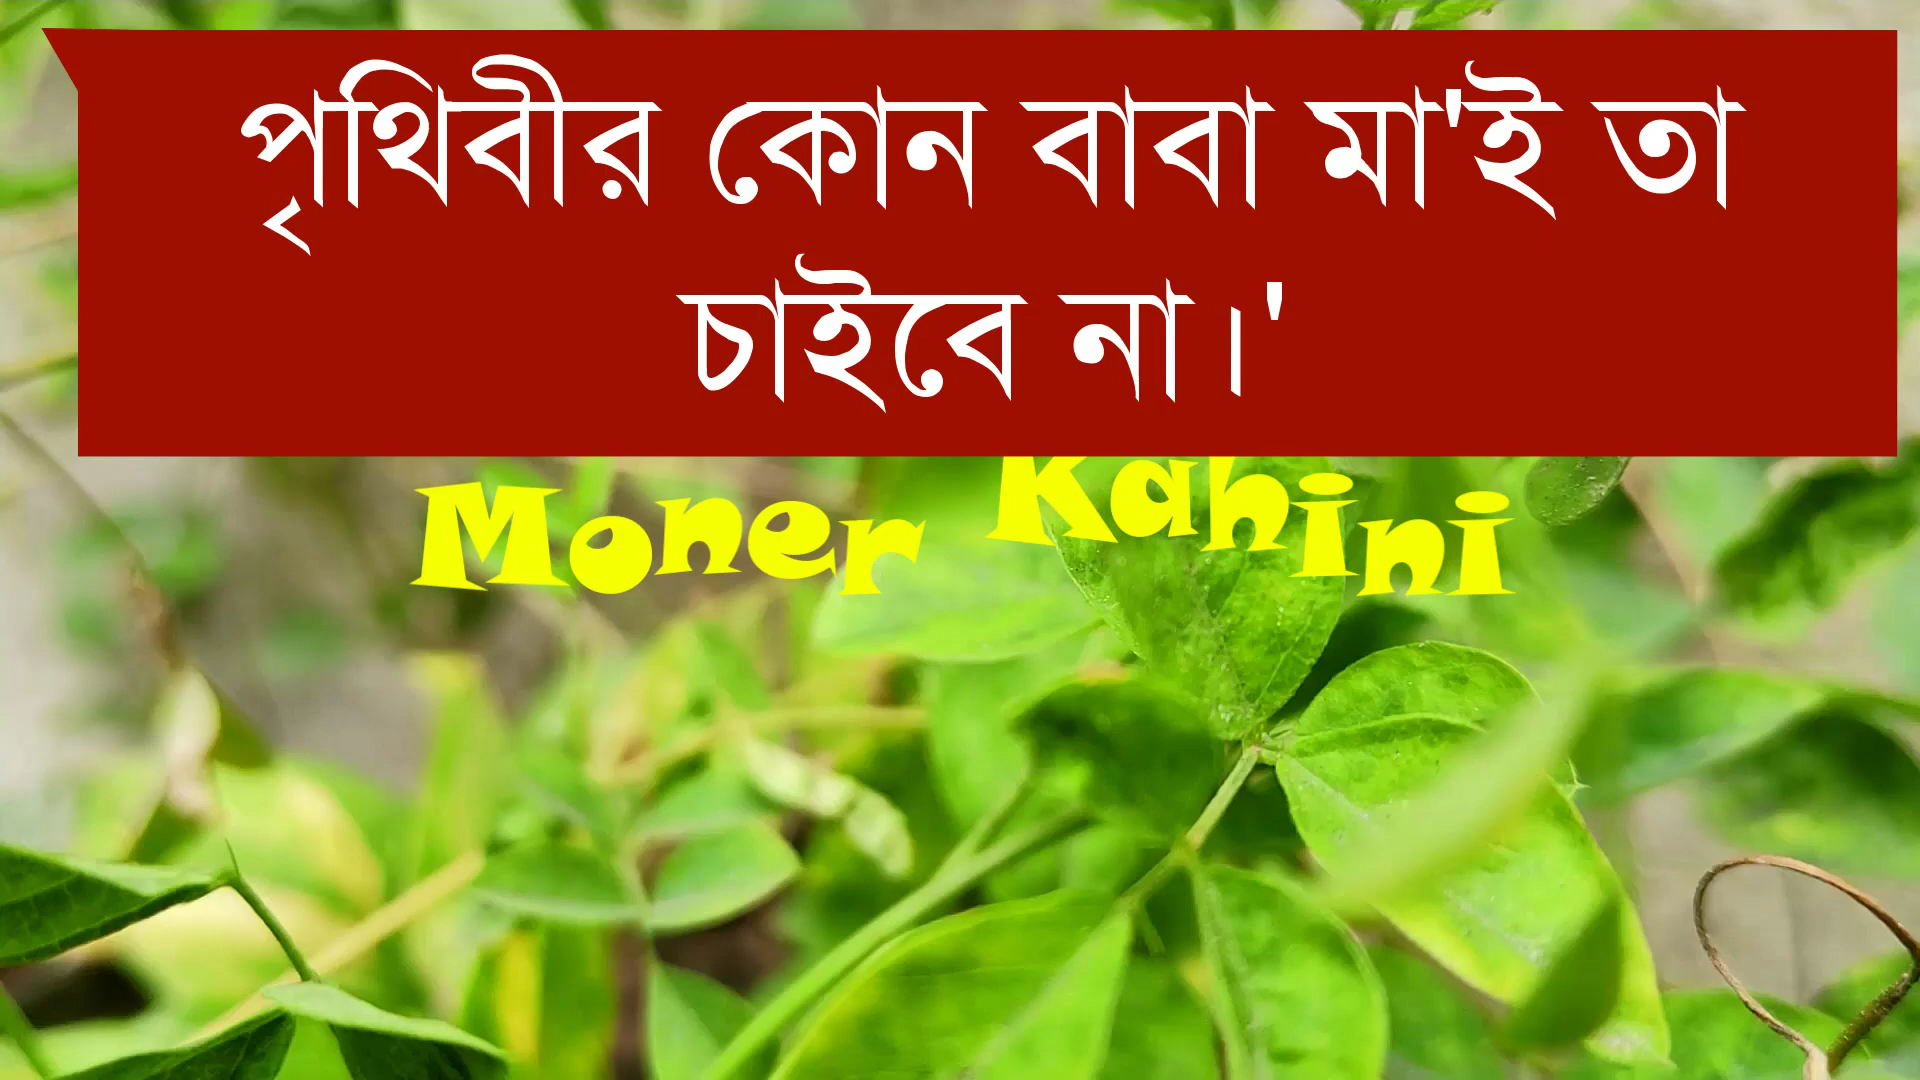 পৃথিবীর কোন বাবা মা'ই তা
চাইবে না।'
Moner Kahini